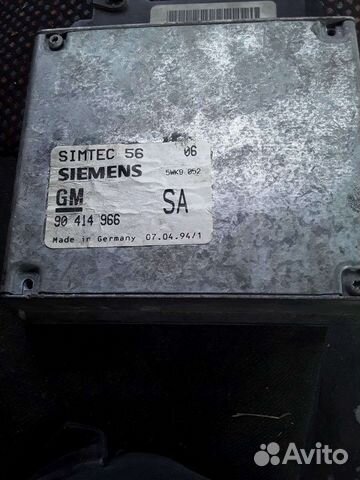 SIMTEC 56 06
SIEMENS 5WK9 052
GM SA
90 414 966
Made in Germany 07.04.94/1
Avito